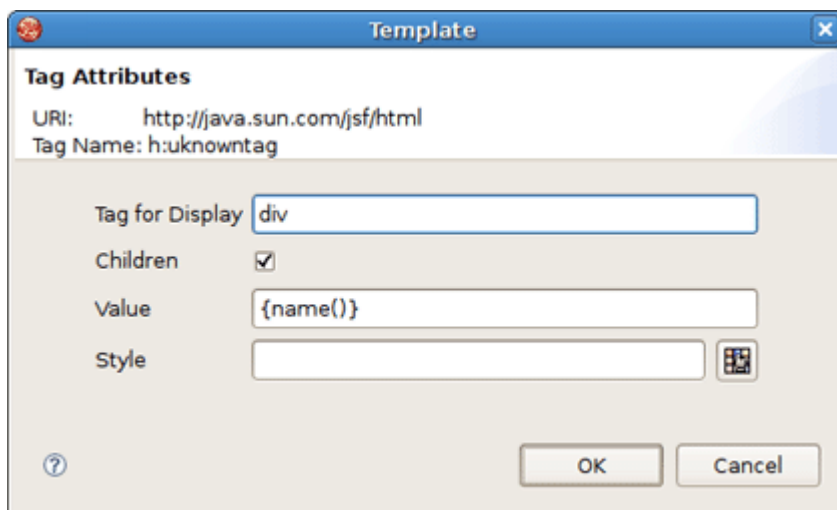 Template
Tag Attributes
URI: http://java.sun.com/jsf/html
Tag Name: h:uknowntag
Tag for Display div
Children
Value {name()}
Style
? OK Cancel